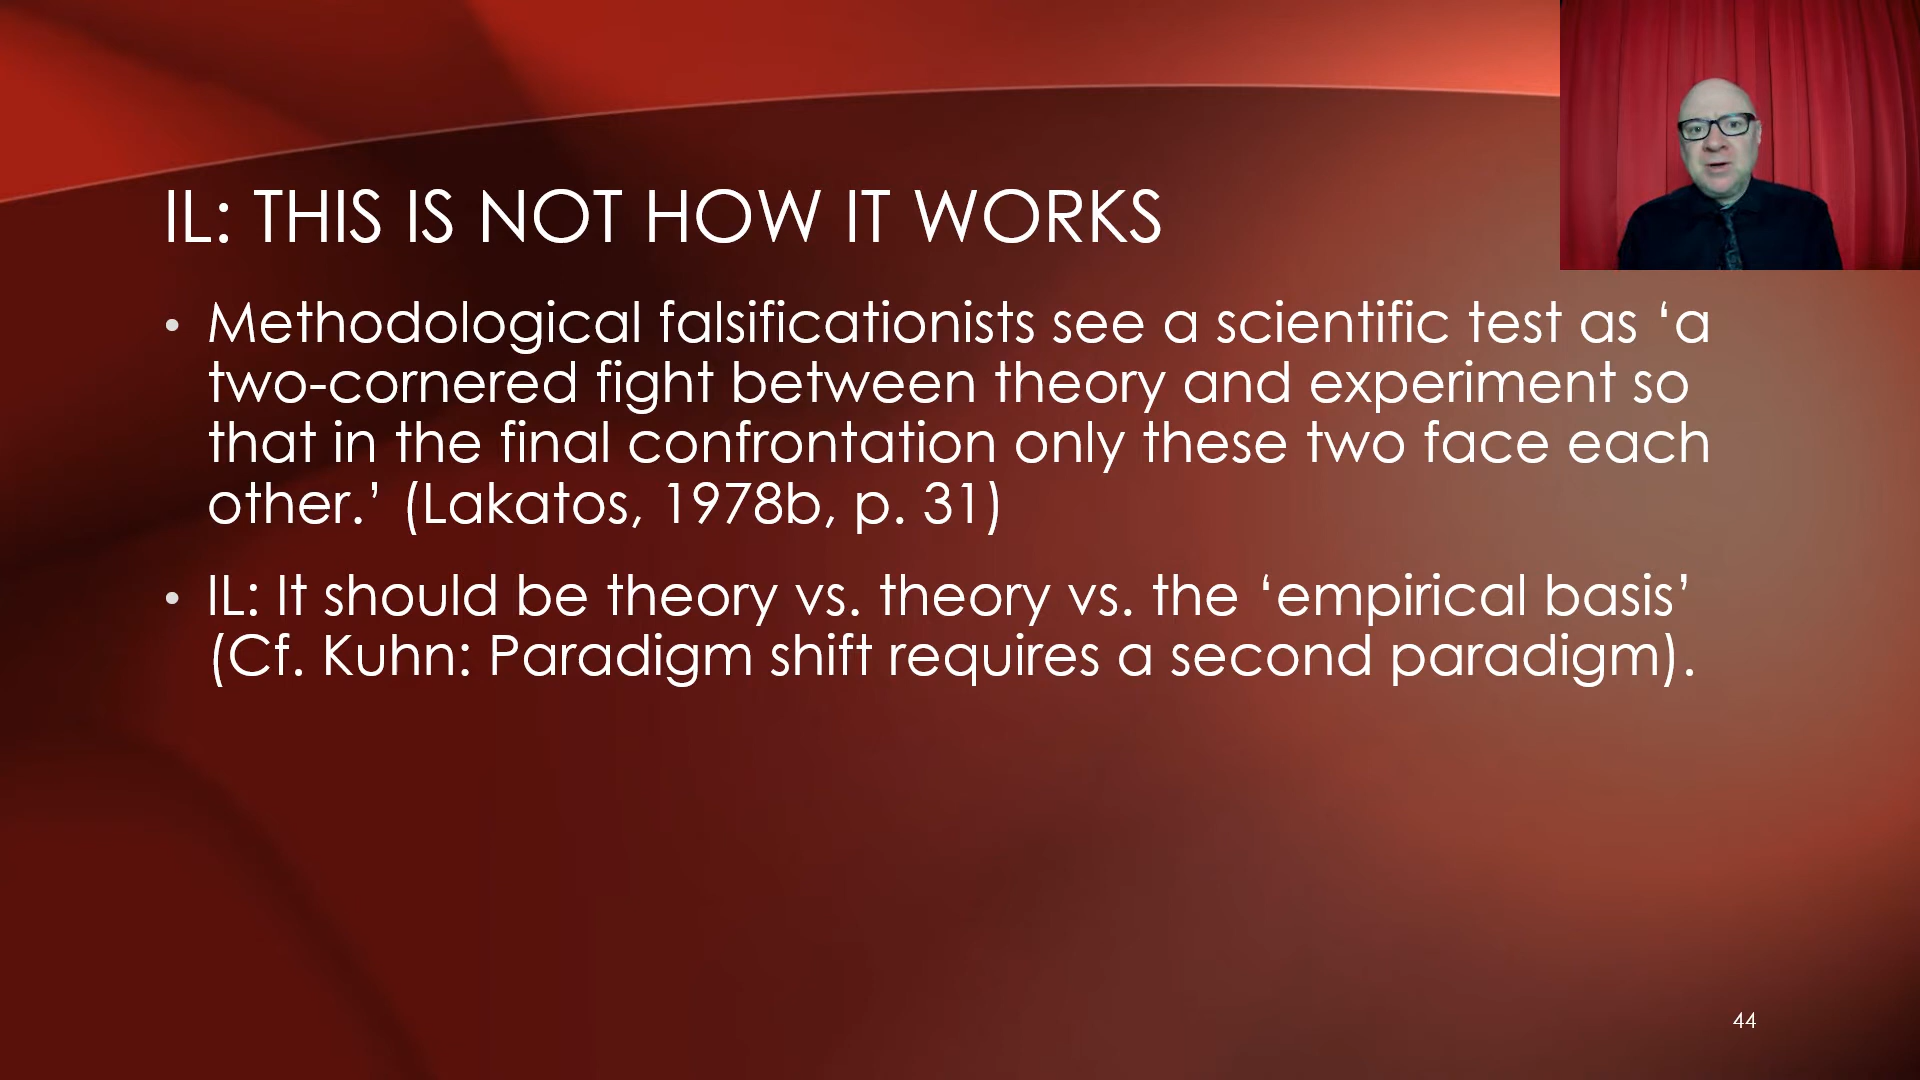 IL: THIS IS NOT HOW IT WORKS
• Methodological falsificationists see a scientific test as ‘a
two-cornered fight between theory and experiment so
that in the final confrontation only these two face each
other.’ (Lakatos, 1978b, p. 31)
• IL: It should be theory vs. theory vs. the ‘empirical basis’
(Cf. Kuhn: Paradigm shift requires a second paradigm).
44